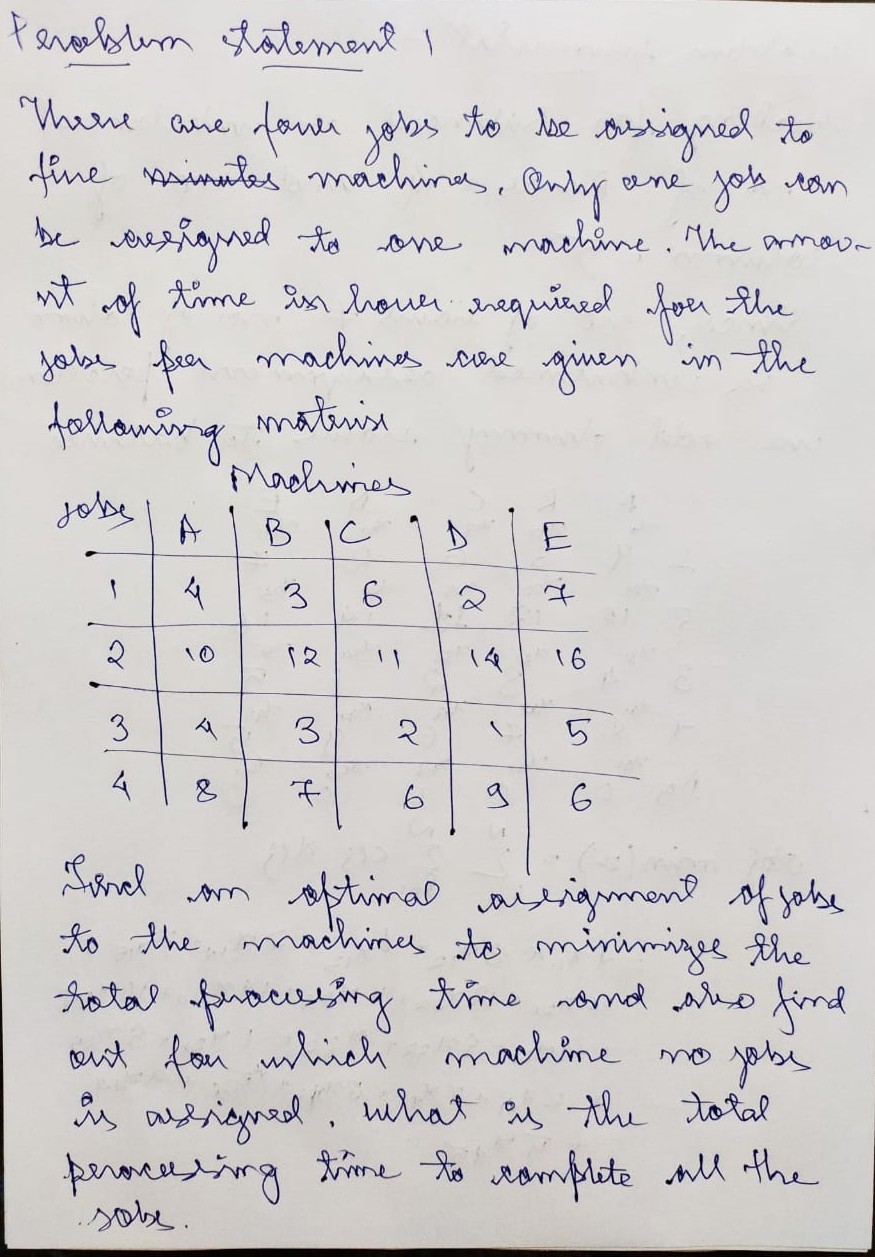 Problem statement 1
There are four jobs to be assigned to
five minutes machines. Only one job can
be assigned to one machine. The amou-
nt of time in hour required for the
jobs per machines are given in the
following matrix
Machines
jobs A B C D E
1 4 3 6 2 7
2 10 12 11 14 16
3 4 3 2 1 5
4 8 7 6 9 6
Find an optimal assignment of jobs
to the machines to minimizes the
total processing time and also find
out for which machine no jobs
is assigned. what is the total
processing time to complete all the
jobs.